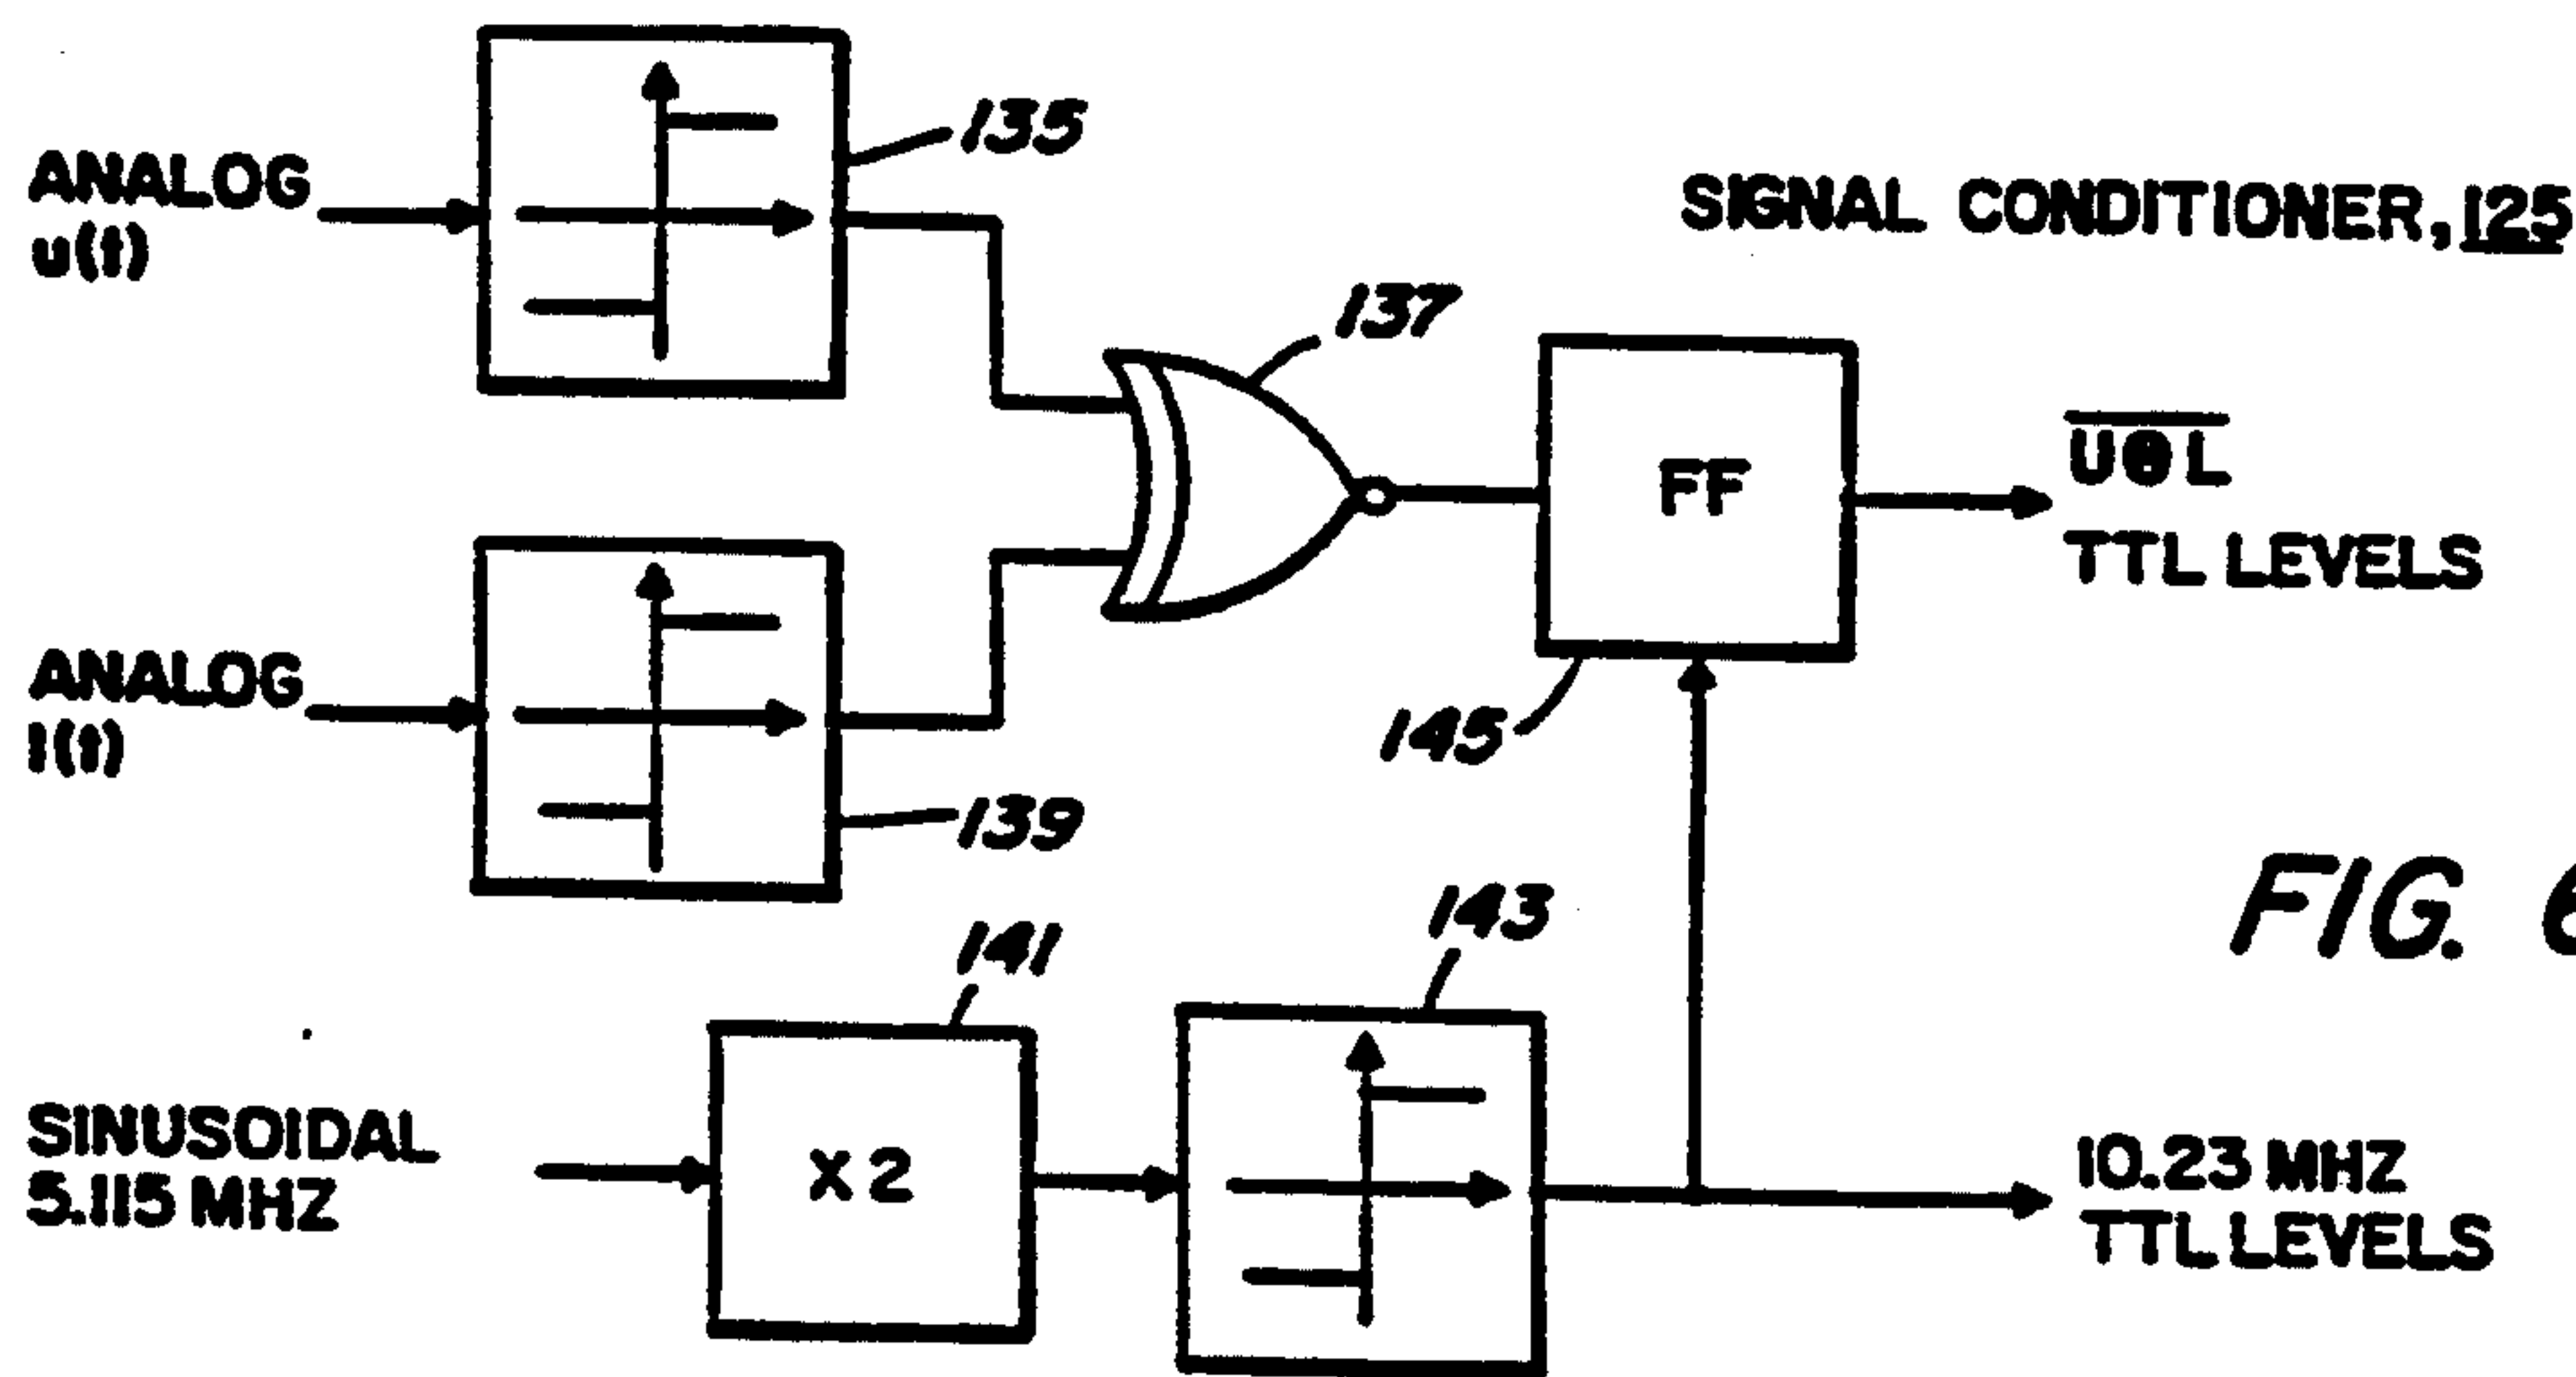 ANALOG
u(t)
135
SIGNAL CONDITIONER, 125
137
FF
U⊕L
TTL LEVELS
145
ANALOG
l(t)
139
FIG. 6
141
143
SINUSOIDAL
5.115 MHZ
X2
10.23 MHZ
TTL LEVELS